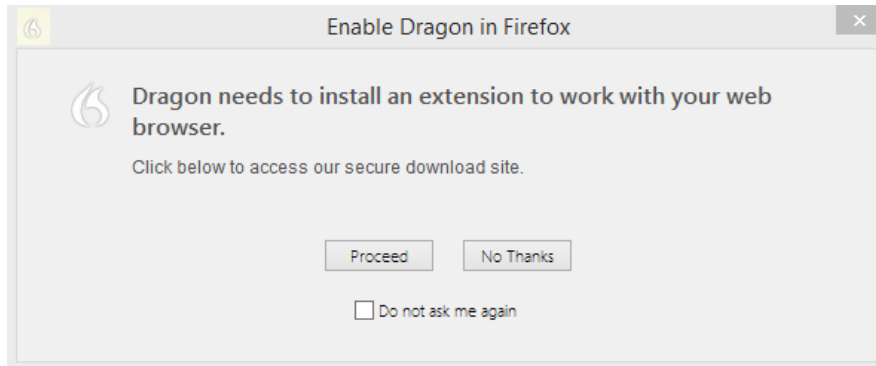 Enable Dragon in Firefox
Dragon needs to install an extension to work with your web
browser.
Click below to access our secure download site.
Proceed
No Thanks
Do not ask me again